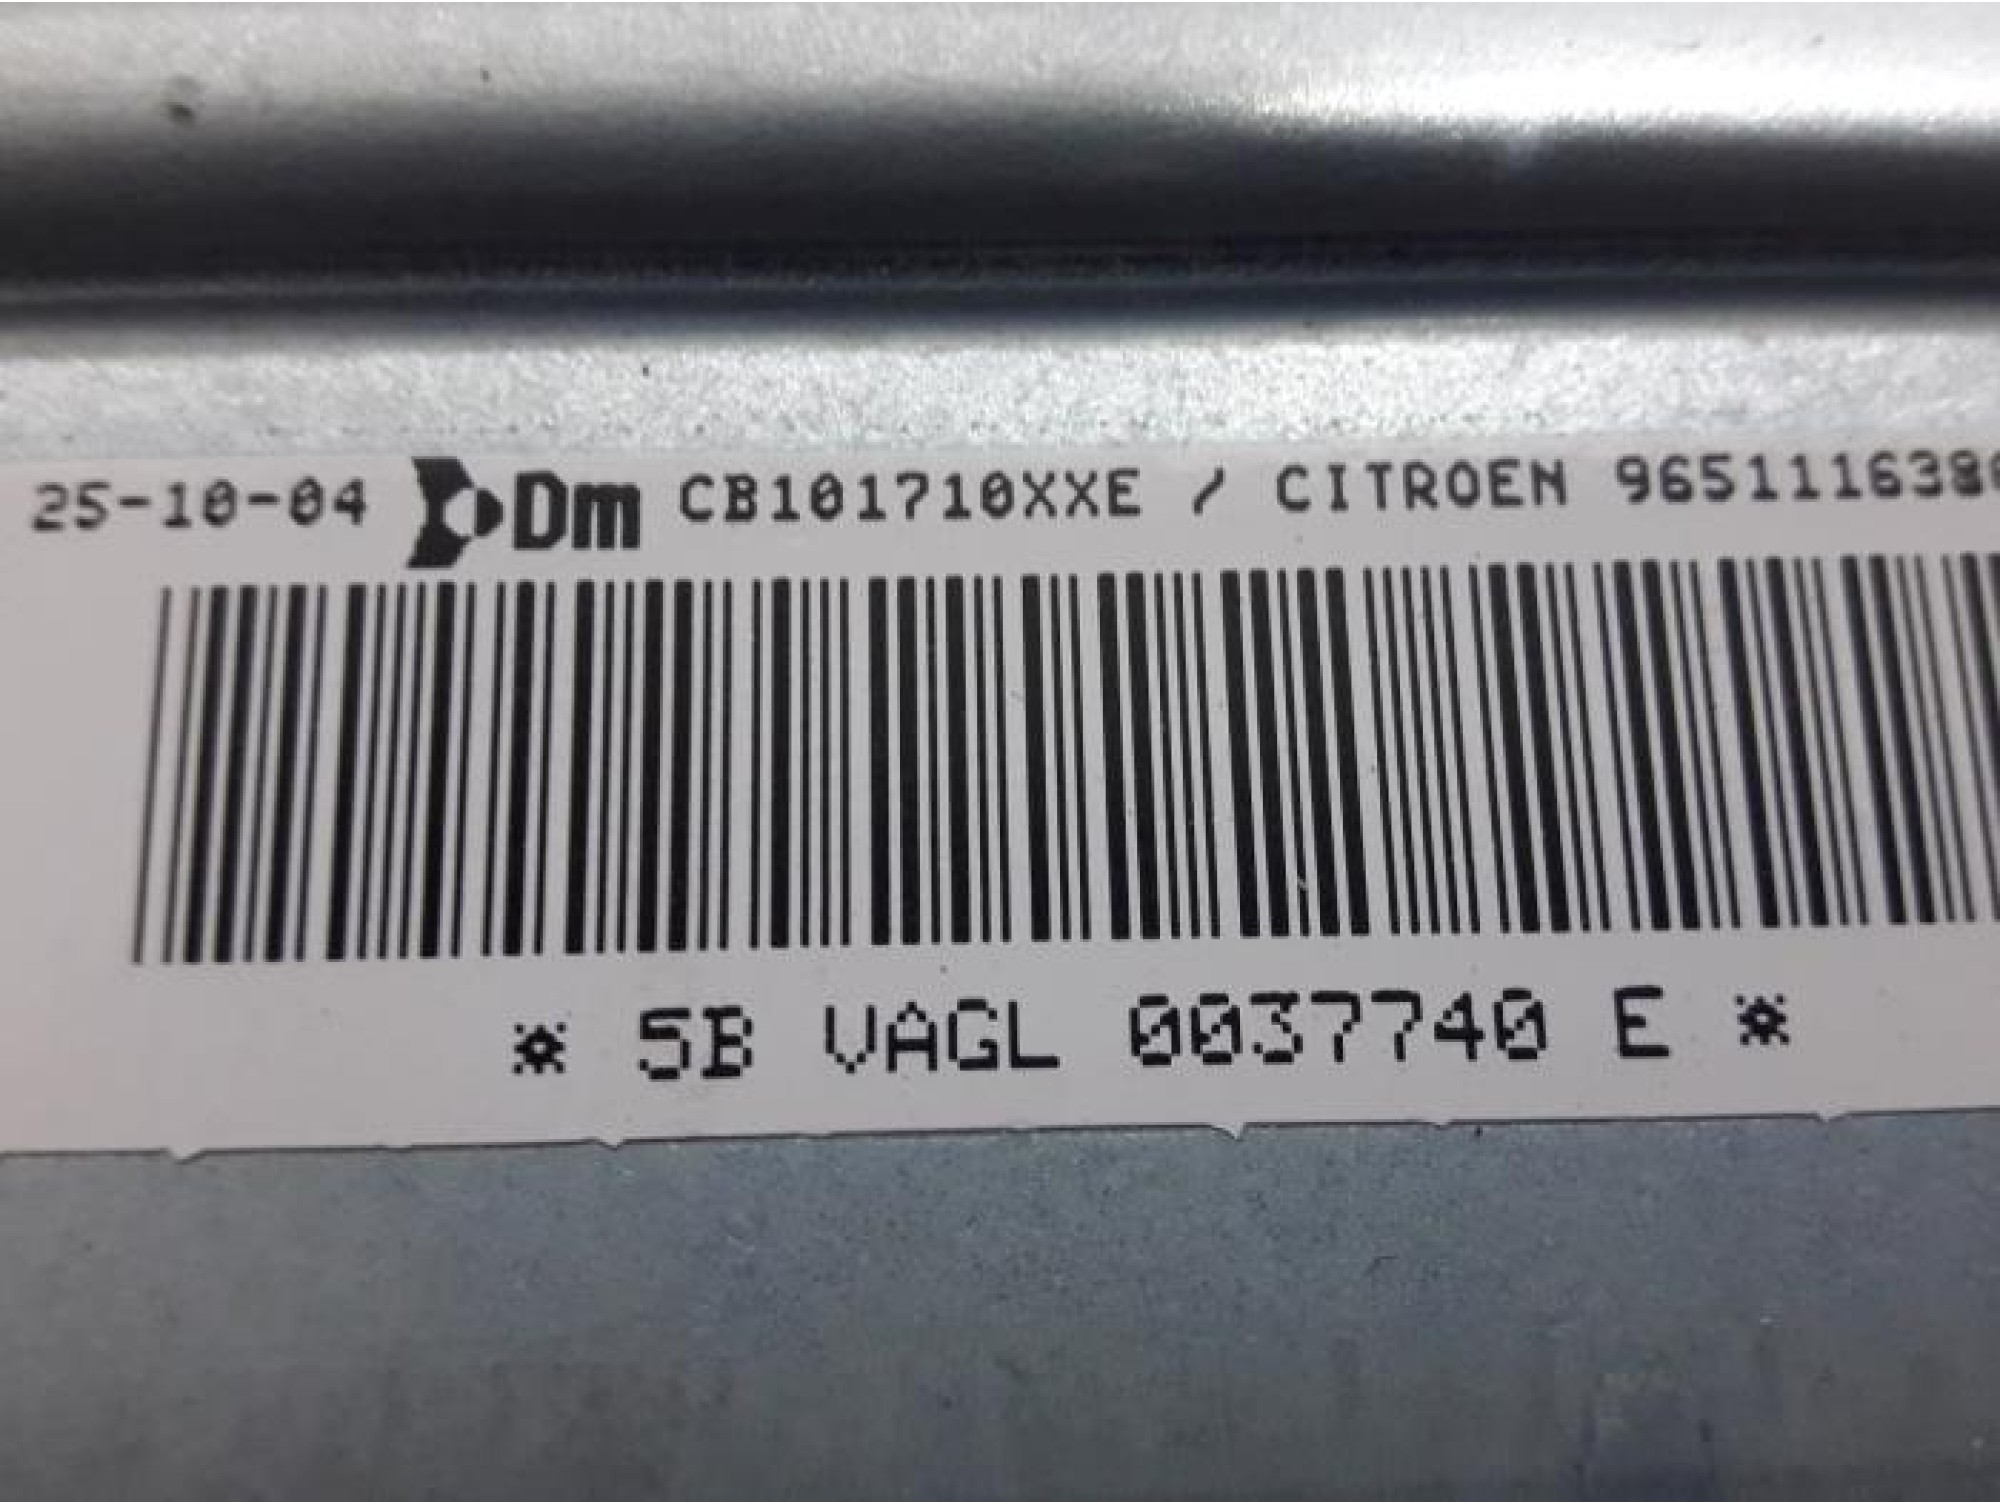 25-10-04 Dm CB101710XXE / CITROEN 965111638
* 5B VAGL 0037740 E *